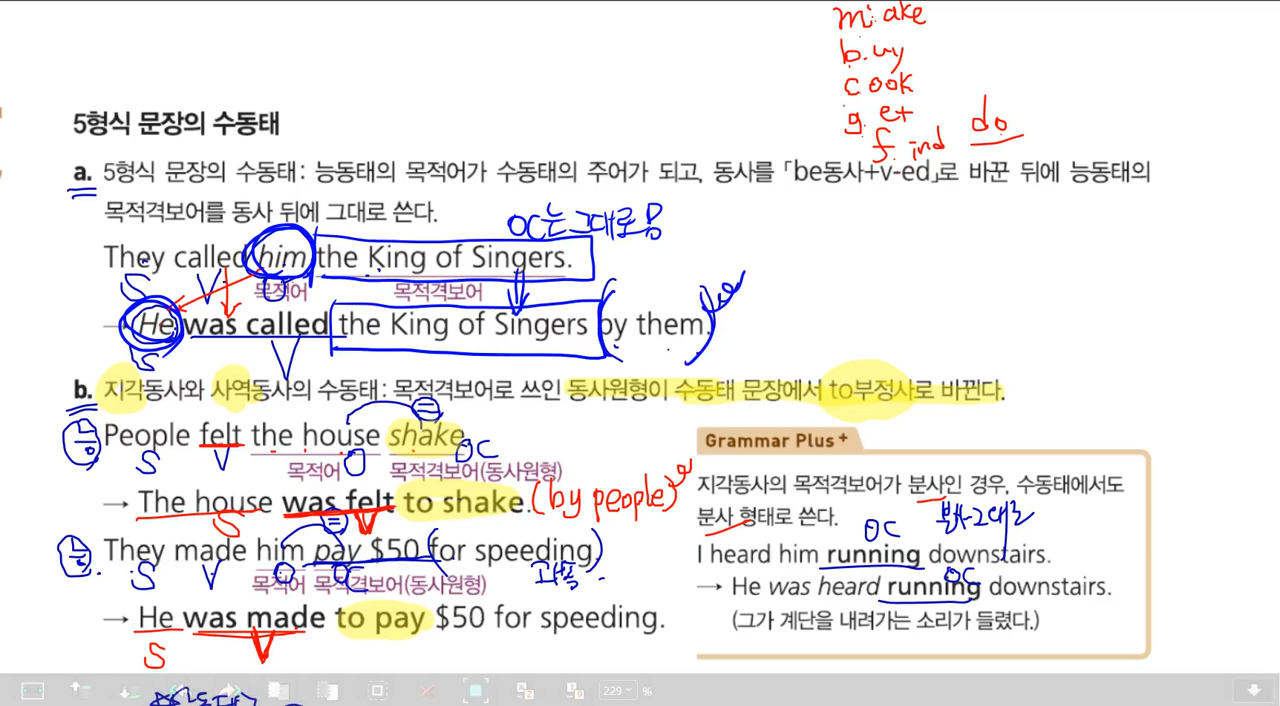 m ake
b uy
c ook
g et
f ind
do
5형식 문장의 수동태
a. 5형식 문장의 수동태: 능동태의 목적어가 수동태의 주어가 되고, 동사를 「be동사+v-ed」로 바꾼 뒤에 능동태의
목적격보어를 동사 뒤에 그대로 쓴다.
OC는 그대로
They called him the King of Singers.
S V 목적어 O 목적격보어
→ He was called the King of Singers (by them.)
S V
b. 지각동사와 사역동사의 수동태: 목적격보어로 쓰인 동사원형이 수동태 문장에서 to부정사로 바뀐다.
People felt the house shake.
S V 목적어 O 목적격보어(동사원형) OC
→ The house was felt to shake. (by people)
S V
They made him pay $50 (for speeding.)
S V 목적어 O 목적격보어(동사원형) OC
→ He was made to pay $50 for speeding.
S V
Grammar Plus+
지각동사의 목적격보어가 분사인 경우, 수동태에서도
분사 형태로 쓴다.
OC 분사 그대로
I heard him running downstairs.
OC
→ He was heard running downstairs.
(그가 계단을 내려가는 소리가 들렸다.)
229 %